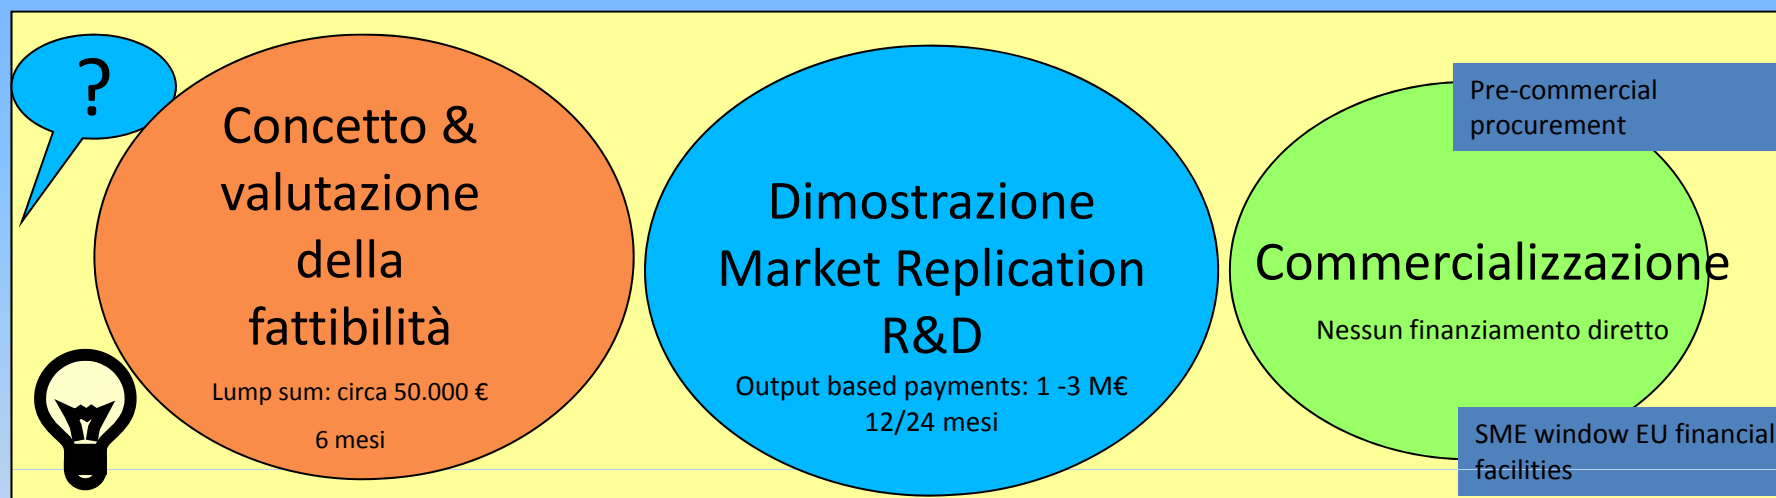 ?
Concetto &
valutazione
della
fattibilità
Lump sum: circa 50.000 €
6 mesi
Dimostrazione
Market Replication
R&D
Output based payments: 1 -3 M€
12/24 mesi
Pre-commercial
procurement
Commercializzazione
Nessun finanziamento diretto
SME window EU financial
facilities